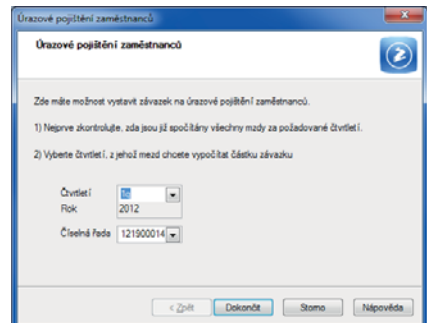 Úrazové pojištění zaměstnanců
Úrazové pojištění zaměstnanců
Zde máte možnost vystavit závazek na úrazové pojištění zaměstnanců.
1) Nejprve zkontrolujte, zda jsou již spočítány všechny mzdy za požadované čtvrtletí.
2) Vyberte čtvrtletí, z jehož mezd chcete vypočítat částku závazku
Čtvrtletí
Rok 2012
Číselná řada 121900014
< Zpět Dokončit Storno Nápověda